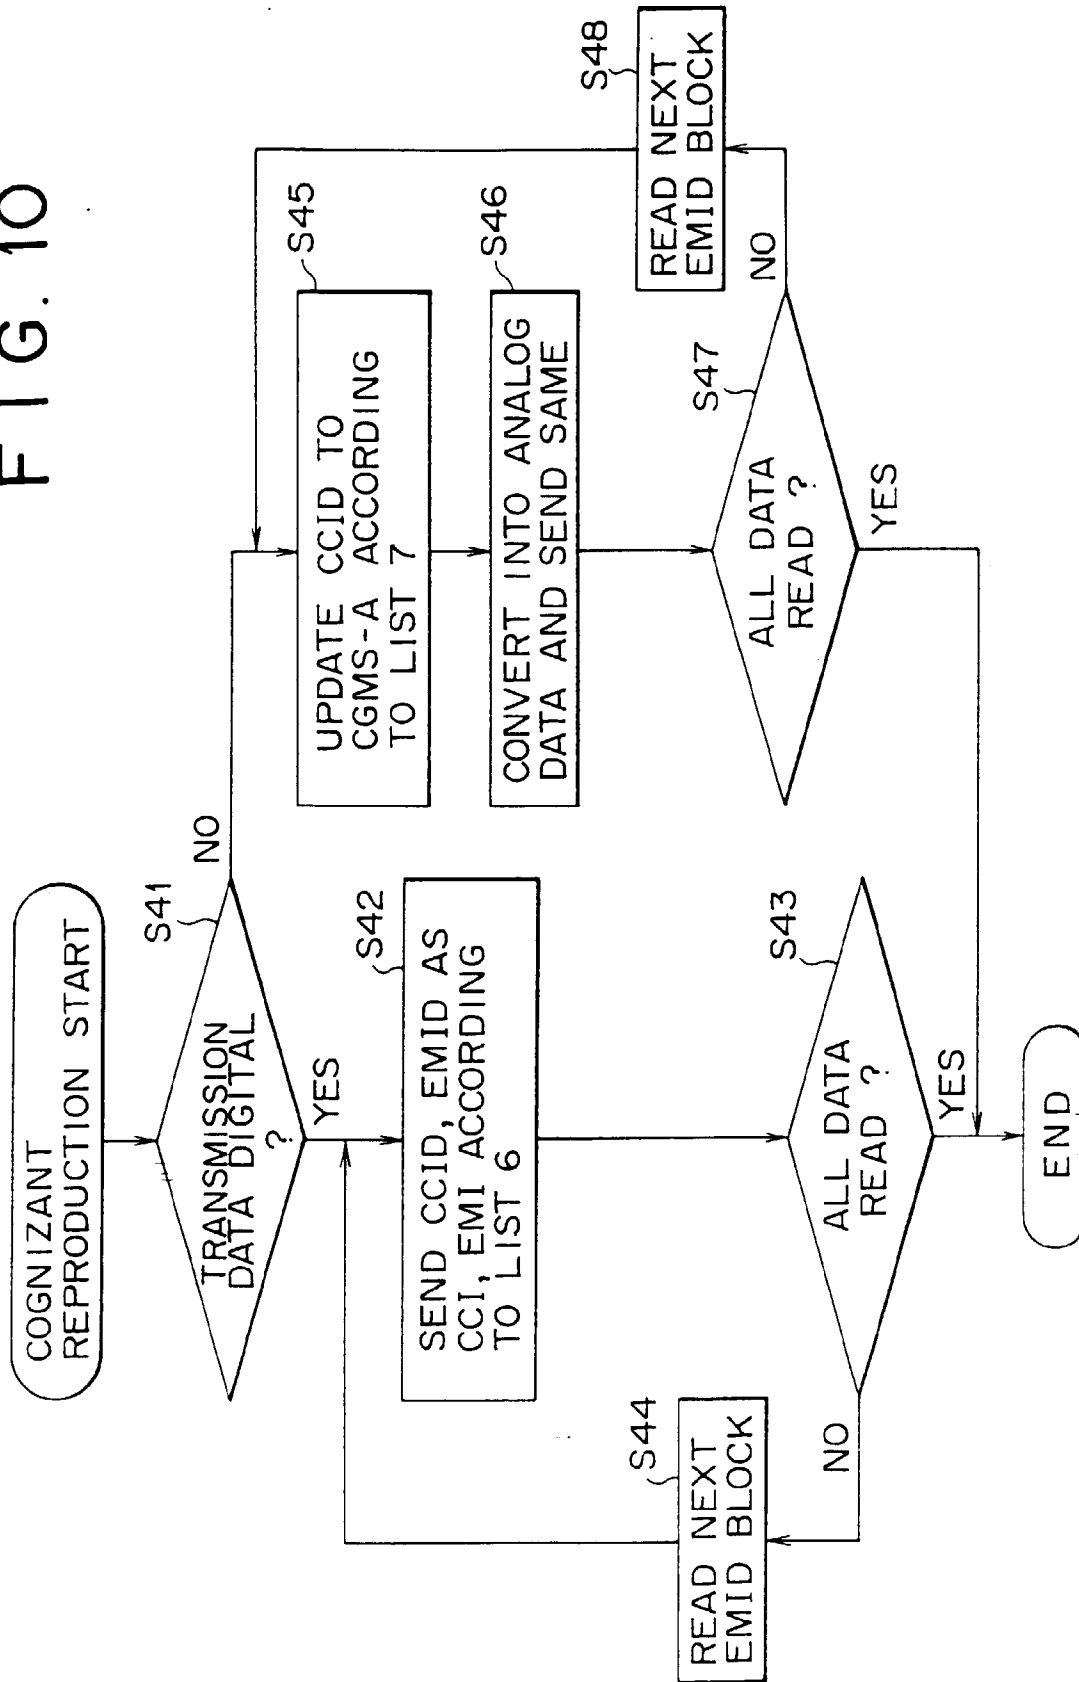 FIG. 10
COGNIZANT
REPRODUCTION START
S41
TRANSMISSION
DATA DIGITAL
?
NO
YES
S42
SEND CCID, EMID AS
CCI, EMI ACCORDING
TO LIST 6
S43
ALL DATA
READ ?
NO
YES
S44
READ NEXT
EMID BLOCK
S45
UPDATE CCID TO
CGMS-A ACCORDING
TO LIST 7
S46
CONVERT INTO ANALOG
DATA AND SEND SAME
S47
ALL DATA
READ ?
NO
YES
S48
READ NEXT
EMID BLOCK
END